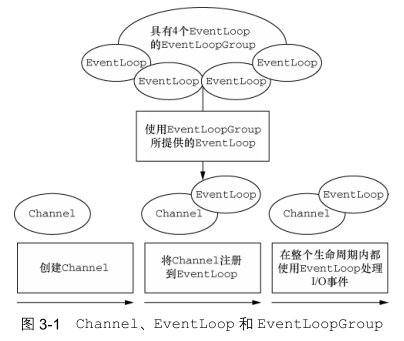 具有4个EventLoop
的EventLoopGroup
EventLoop
EventLoop
EventLoop
EventLoop
使用EventLoopGroup
所提供的EventLoop
Channel
Channel
EventLoop
Channel
EventLoop
创建Channel
将Channel注册
到EventLoop
在整个生命周期内都
使用EventLoop处理
I/O事件
图 3-1 Channel、EventLoop 和 EventLoopGroup